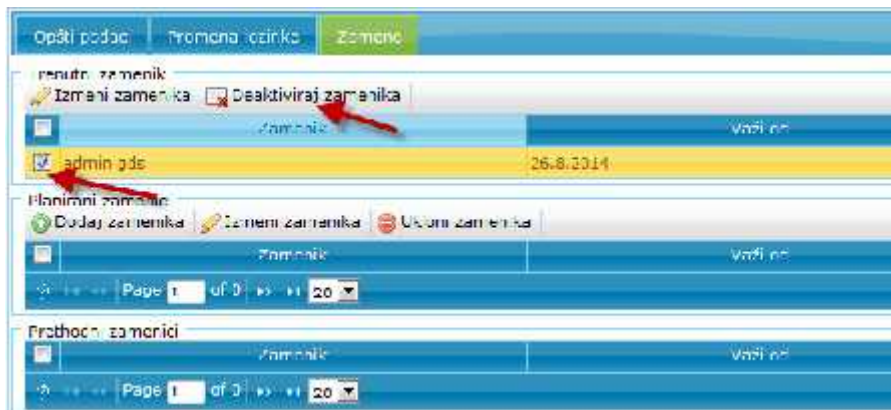 Opšti podaci Promena lozinke Zamene
Trenutni zamenik
Izmeni zamenika Deaktiviraj zamenika
Zamenik Važi od
admin gds 26.8.2014
Planirani zamenici
Dodaj zamenika Izmeni zamenika Ukloni zamenika
Zamenik Važi od
Page 1 of 0 20
Prethodni zamenici
Zamenik Važi od
Page 1 of 0 20